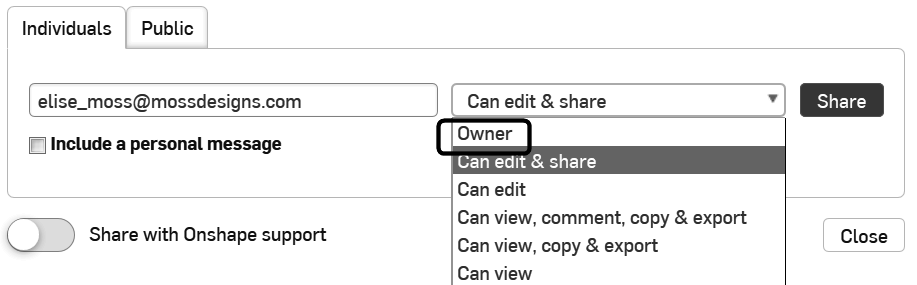 Individuals
Public
elise_moss@mossdesigns.com
Can edit & share
Share
Include a personal message
Owner
Can edit & share
Can edit
Can view, comment, copy & export
Can view, copy & export
Can view
Share with Onshape support
Close